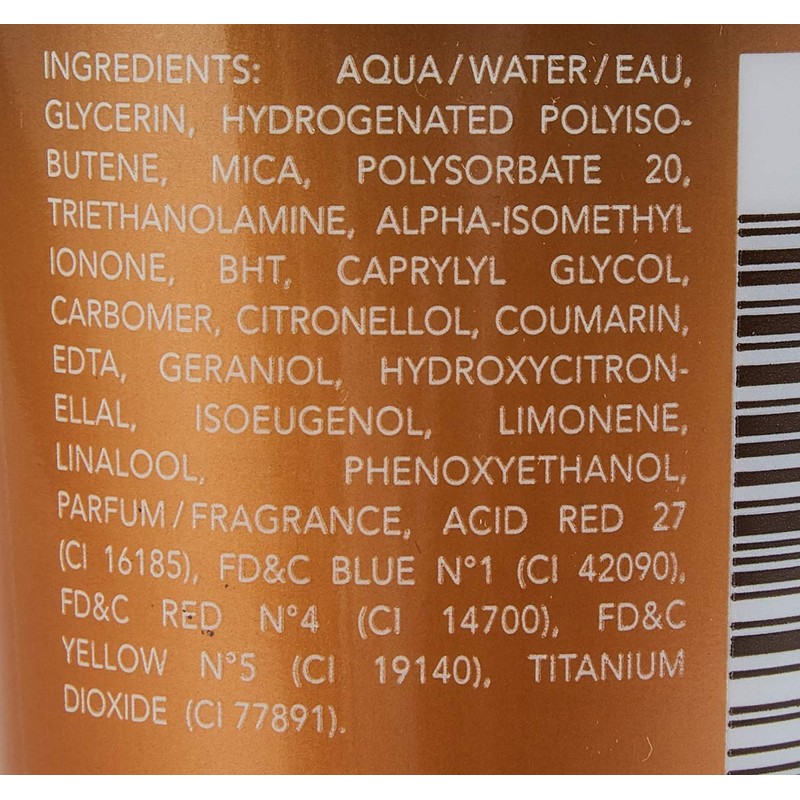 INGREDIENTS: AQUA/WATER/EAU,
GLYCERIN, HYDROGENATED POLYISO-
BUTENE, MICA, POLYSORBATE 20,
TRIETHANOLAMINE, ALPHA-ISOMETHYL
IONONE, BHT, CAPRYLYL GLYCOL,
CARBOMER, CITRONELLOL, COUMARIN,
EDTA, GERANIOL, HYDROXYCITRON-
ELLAL, ISOEUGENOL, LIMONENE,
LINALOOL, PHENOXYETHANOL,
PARFUM/FRAGRANCE, ACID RED 27
(CI 16185), FD&C BLUE N°1 (CI 42090),
FD&C RED N°4 (CI 14700), FD&C
YELLOW N°5 (CI 19140), TITANIUM
DIOXIDE (CI 77891).